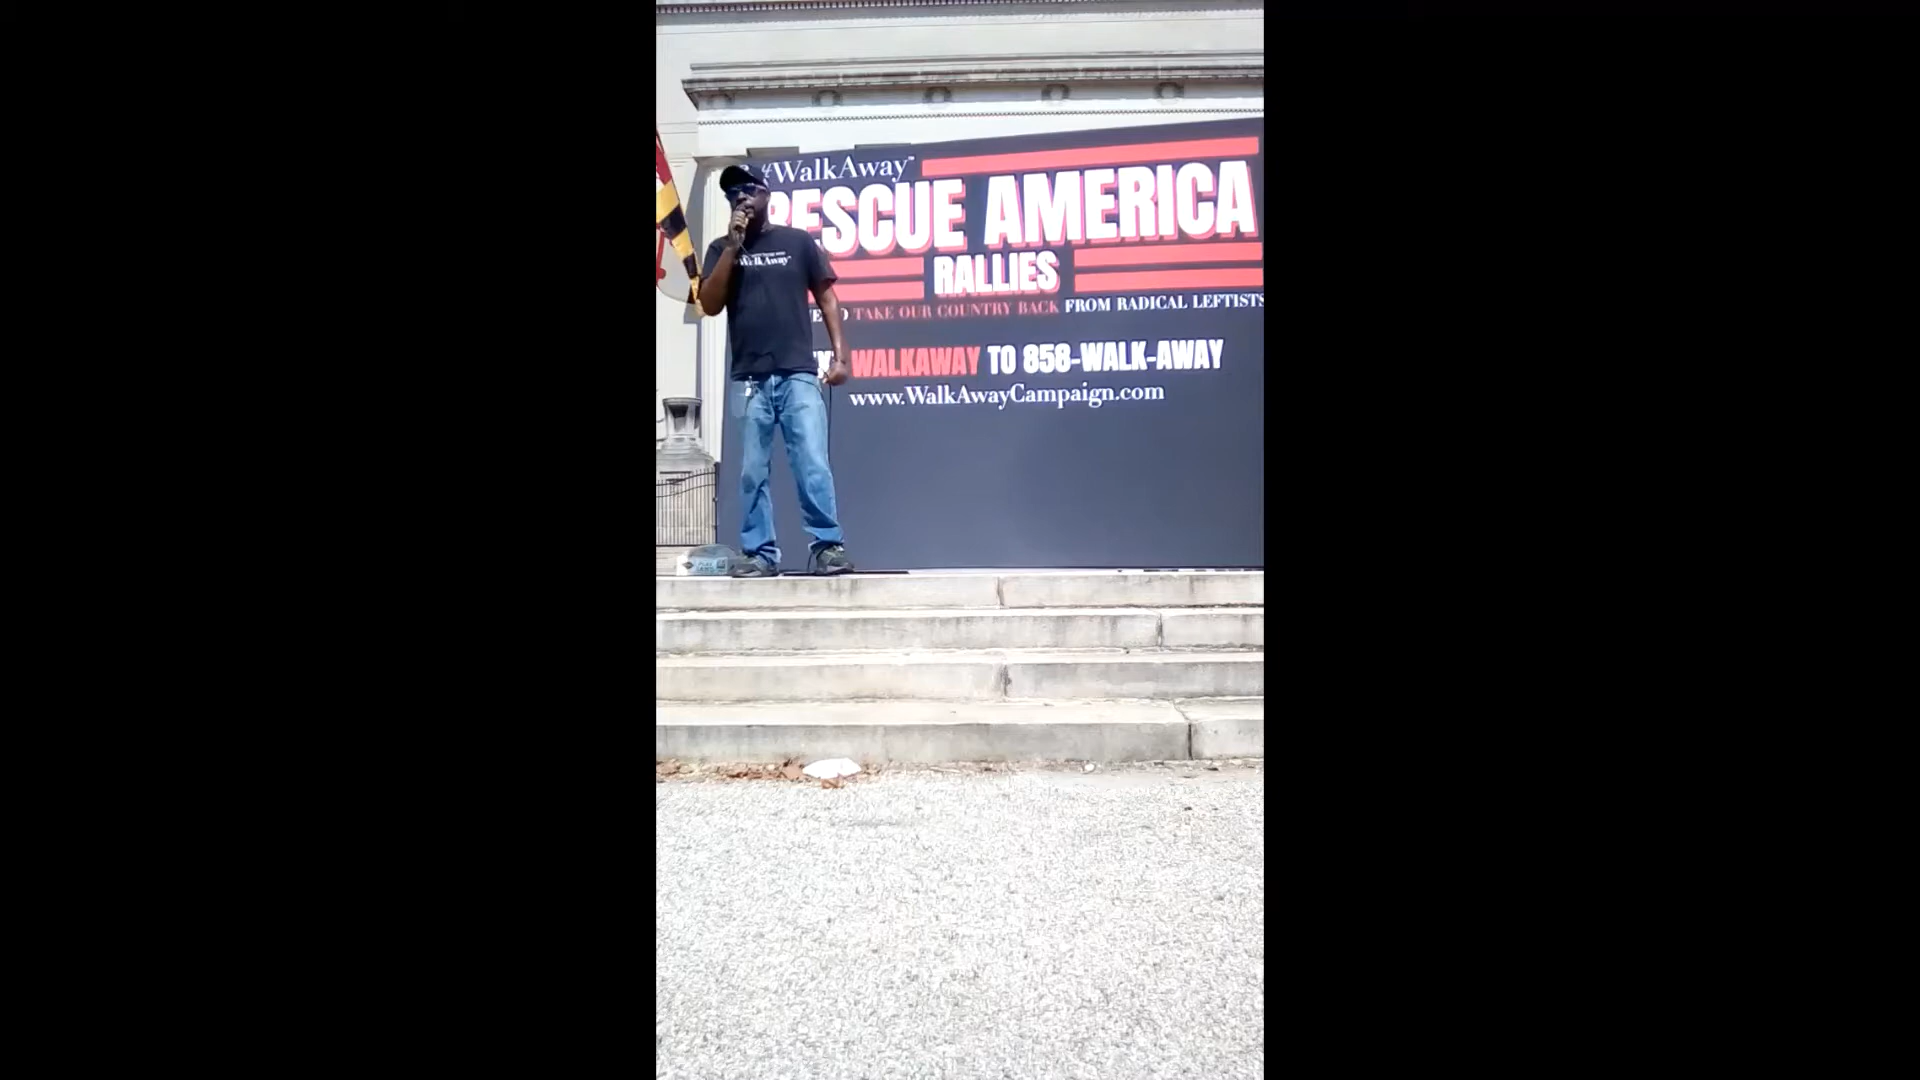 #WalkAway™
RESCUE AMERICA
RALLIES
TAKE OUR COUNTRY BACK FROM RADICAL LEFTISTS
WALKAWAY TO 858-WALK-AWAY
www.WalkAwayCampaign.com
#WalkAway